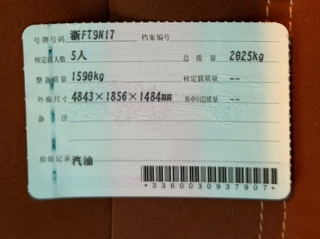 号牌号码 浙FT9N17 档案编号
核定载人数 5人 总质量 2025kg
整备质量 1590kg 核定载质量 --
外廓尺寸 4843×1856×1484mm 准牵引总质量 --
备注
检验记录 汽油
*3360030937907*